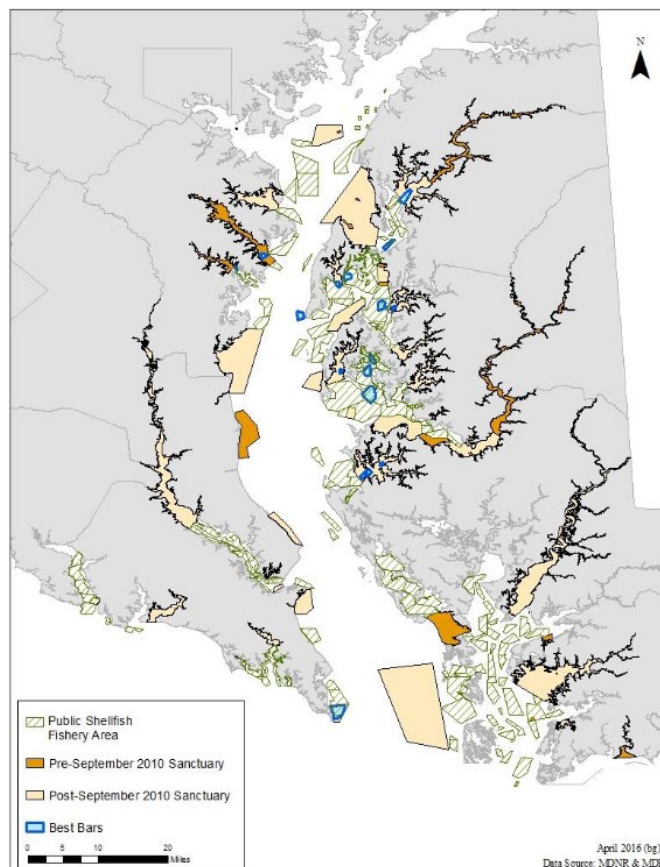 N
Public Shellfish
Fishery Area
Pre-September 2010 Sanctuary
Post-September 2010 Sanctuary
Best Bars
0 5 10 20
Miles
April 2016 (bg)
Data Source: MDNR & MD